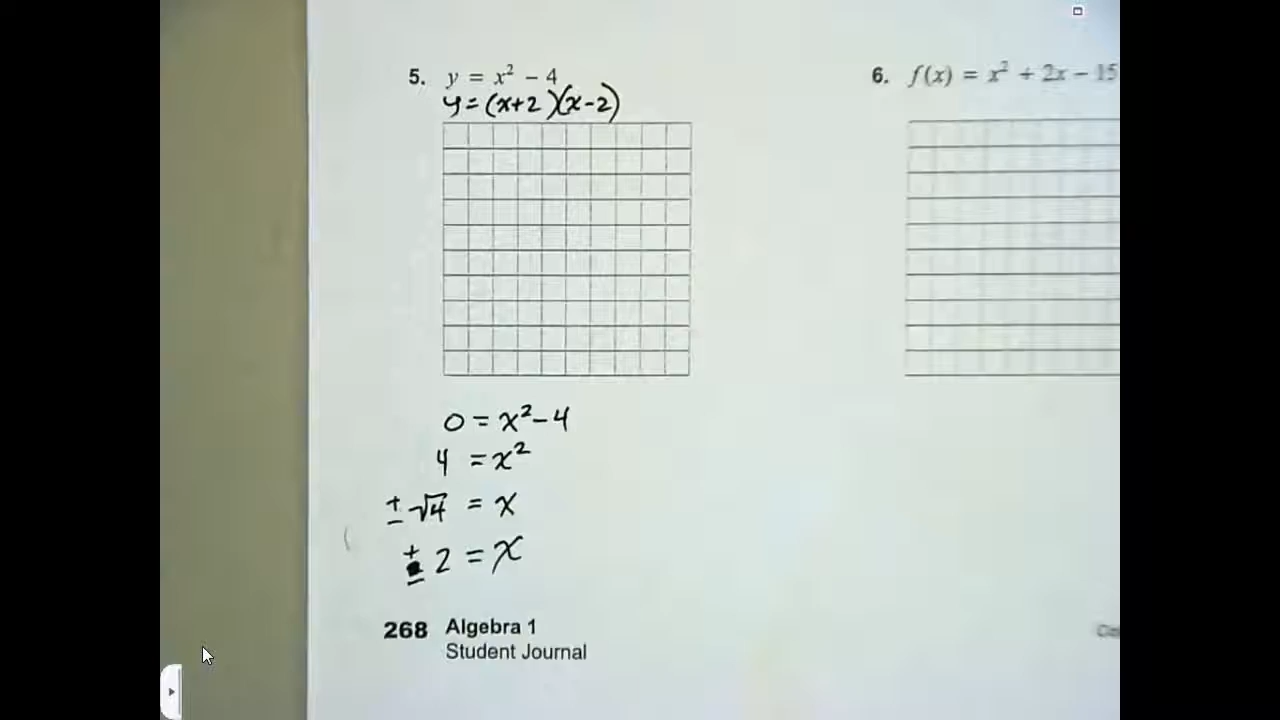 5. y = x² − 4
y = (x+2)(x−2)
0 = x² − 4
4 = x²
± √4 = x
± 2 = x
268 Algebra 1
Student Journal
6. f(x) = x² + 2x − 15